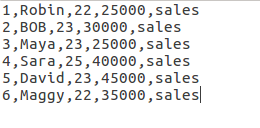 1,Robin,22,25000,sales
2,BOB,23,30000,sales
3,Maya,23,25000,sales
4,Sara,25,40000,sales
5,David,23,45000,sales
6,Maggy,22,35000,sales